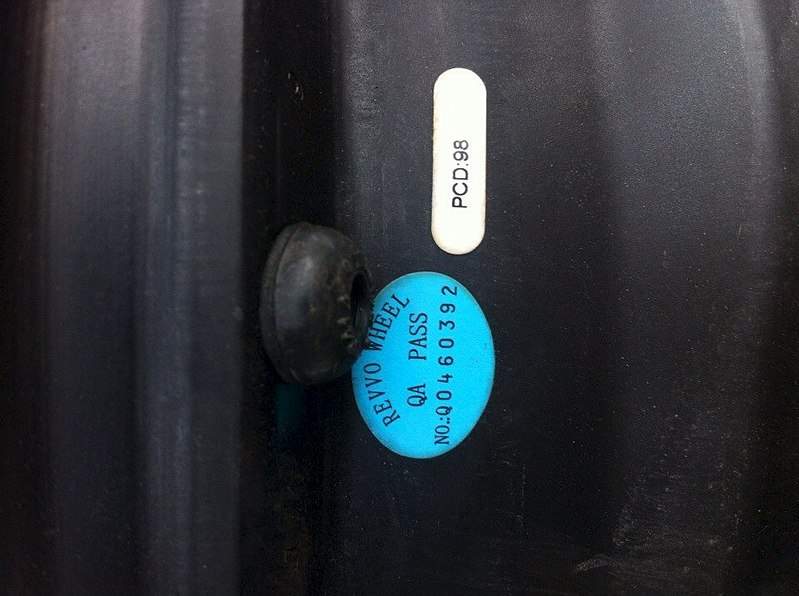 PCD:98
REVVO WHEEL
QA PASS
NO.:Q0460392